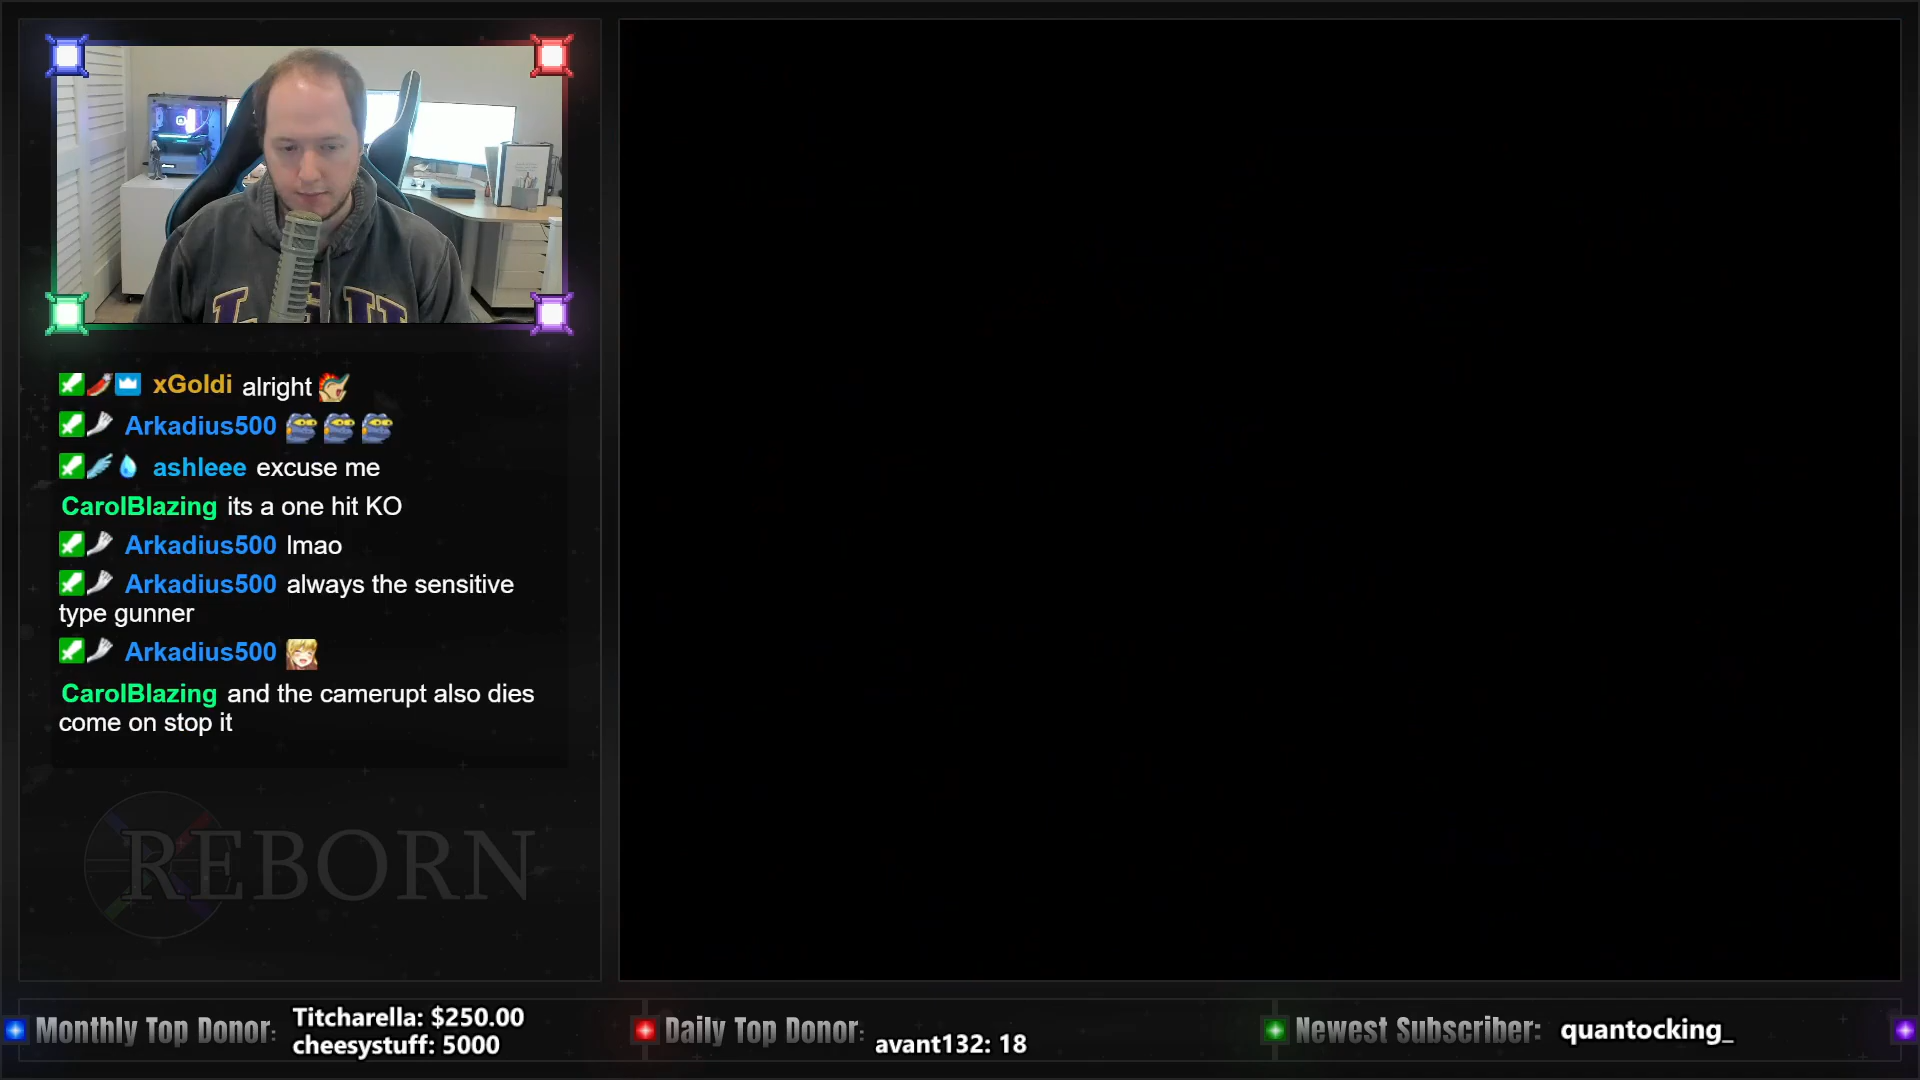 xGoldi alright
Arkadius500
ashleee excuse me
CarolBlazing its a one hit KO
Arkadius500 lmao
Arkadius500 always the sensitive
type gunner
Arkadius500
CarolBlazing and the camerupt also dies
come on stop it
REBORN
Monthly Top Donor:
Titcharella: $250.00
cheesystuff: 5000
Daily Top Donor:
avant132: 18
Newest Subscriber:
quantocking_